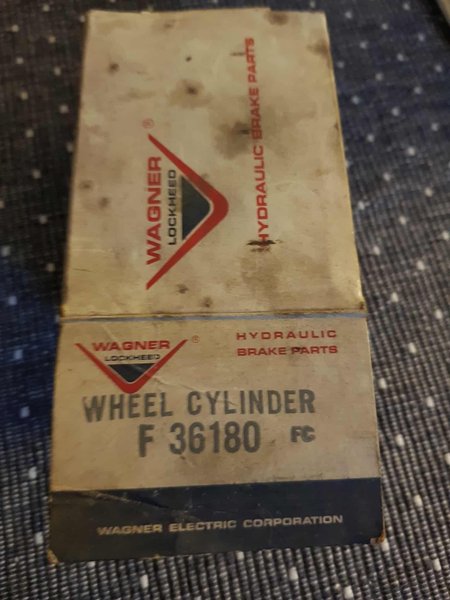 WAGNER
LOCKHEED
®
HYDRAULIC BRAKE PARTS
WAGNER ®
LOCKHEED
HYDRAULIC
BRAKE PARTS
WHEEL CYLINDER
F 36180 FC
WAGNER ELECTRIC CORPORATION